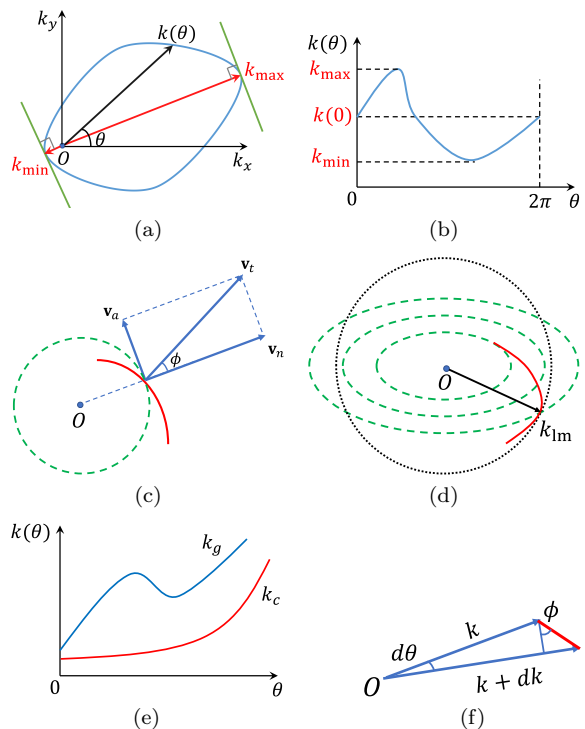 k_y
k(θ)
k_max
θ
O
k_min
k_x
(a)
k(θ)
k_max
k(0)
k_min
0
2π
θ
(b)
v_t
v_a
ϕ
v_n
O
(c)
O
k_lm
(d)
k(θ)
k_g
k_c
0
θ
(e)
ϕ
k
dθ
O
k + dk
(f)